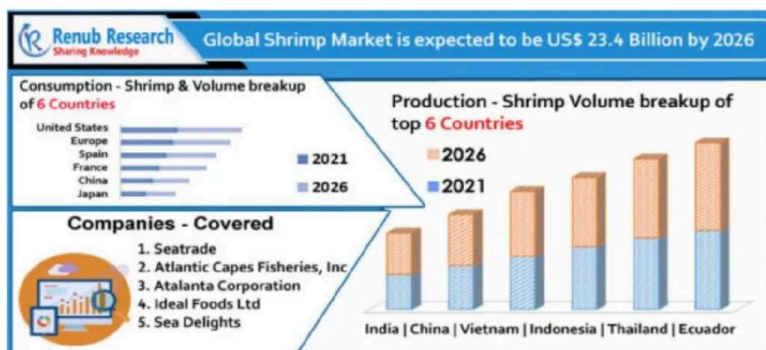 Renub Research
Sharing Knowledge
Global Shrimp Market is expected to be US$ 23.4 Billion by 2026
Consumption - Shrimp & Volume breakup
of 6 Countries
United States
Europe
Spain
France
China
Japan
2021
2026
Production - Shrimp Volume breakup of
top 6 Countries
2026
2021
India | China | Vietnam | Indonesia | Thailand | Ecuador
Companies - Covered
1. Seatrade
2. Atlantic Capes Fisheries, Inc
3. Atalanta Corporation
4. Ideal Foods Ltd
5. Sea Delights